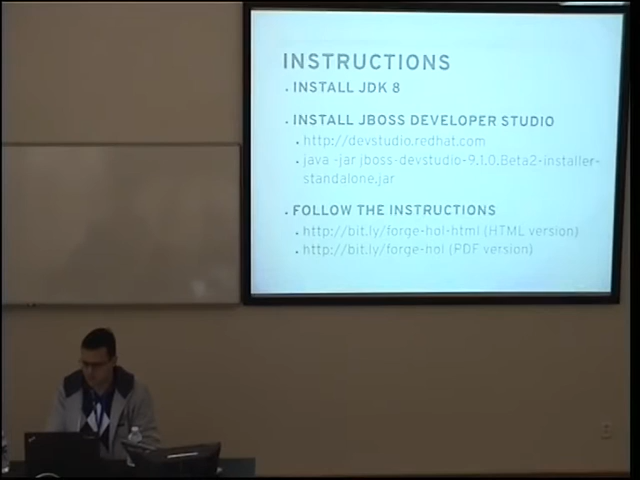 INSTRUCTIONS
INSTALL JDK 8
INSTALL JBOSS DEVELOPER STUDIO
http://devstudio.redhat.com
java -jar jboss-devstudio-9.1.0.Beta2-installer-
standalone.jar
FOLLOW THE INSTRUCTIONS
http://bit.ly/forge-hol-html (HTML version)
http://bit.ly/forge-hol (PDF version)